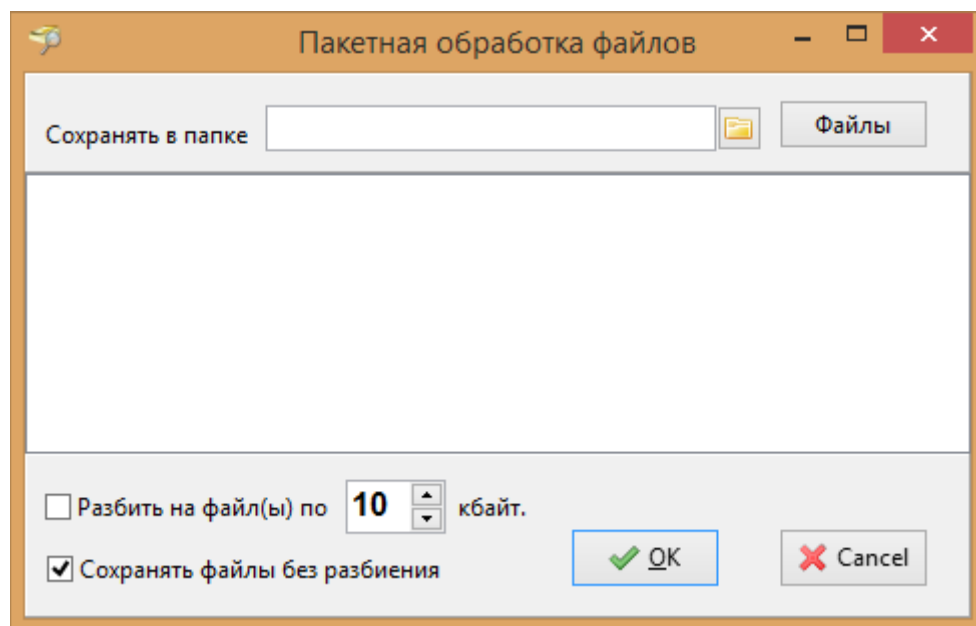 Пакетная обработка файлов
Сохранять в папке
Файлы
Разбить на файл(ы) по 10 кбайт.
Сохранять файлы без разбиения
OK
Cancel